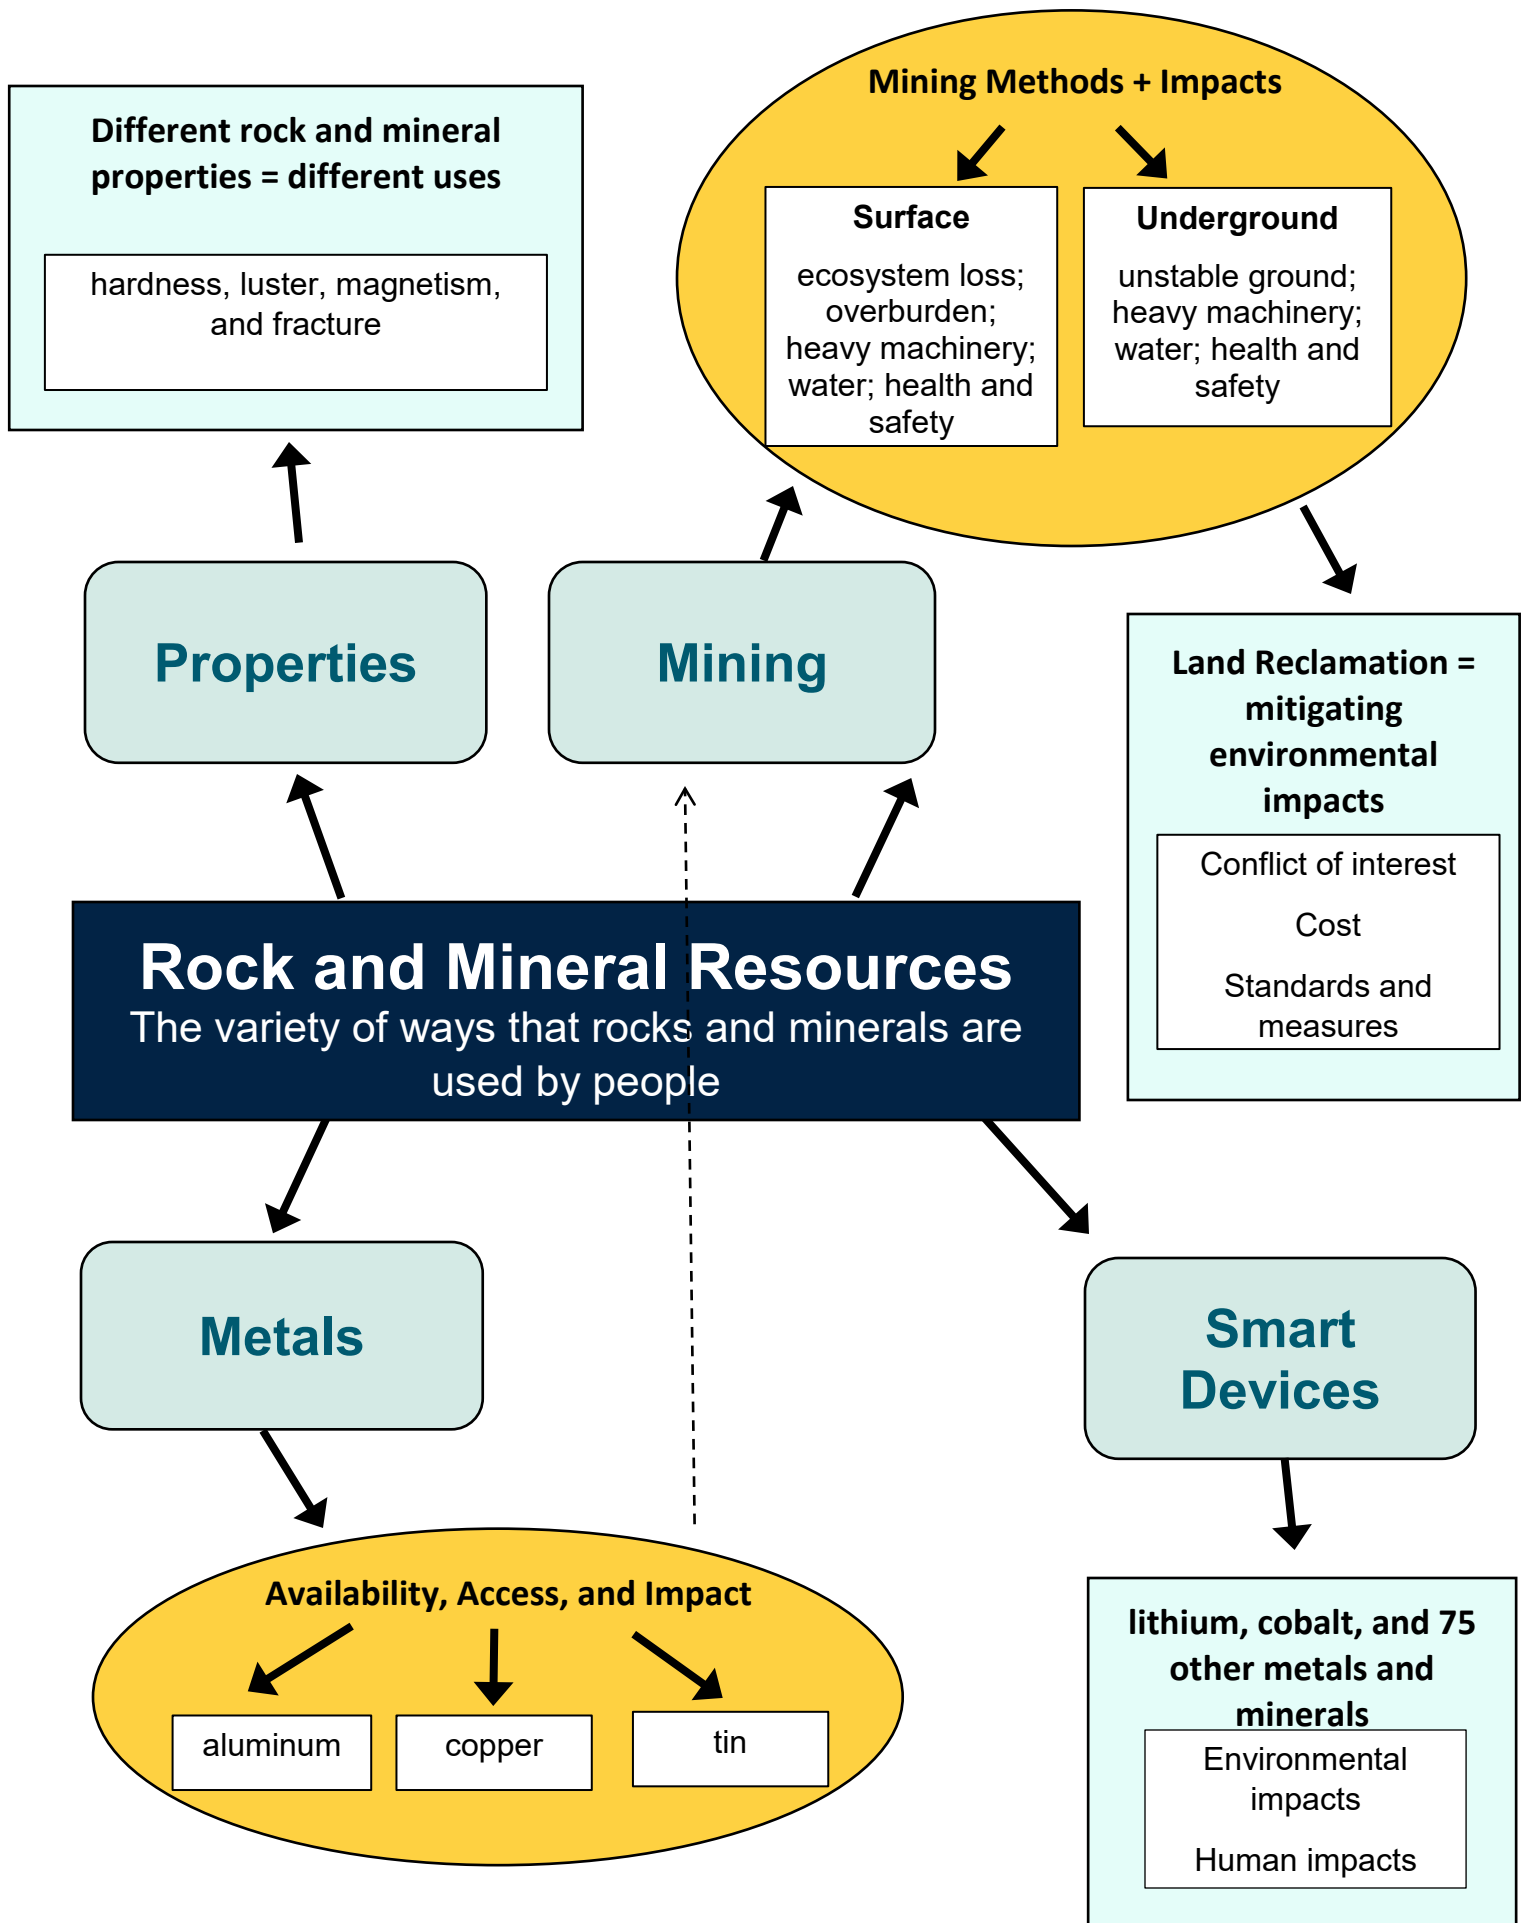 Mining Methods + Impacts
Different rock and mineral
properties = different uses
hardness, luster, magnetism,
and fracture
Surface
ecosystem loss;
overburden;
heavy machinery;
water; health and
safety
Underground
unstable ground;
heavy machinery;
water; health and
safety
Properties
Mining
Land Reclamation =
mitigating
environmental
impacts
Conflict of interest
Cost
Standards and
measures
Rock and Mineral Resources
The variety of ways that rocks and minerals are
used by people
Metals
Smart
Devices
Availability, Access, and Impact
aluminum
copper
tin
lithium, cobalt, and 75
other metals and
minerals
Environmental
impacts
Human impacts